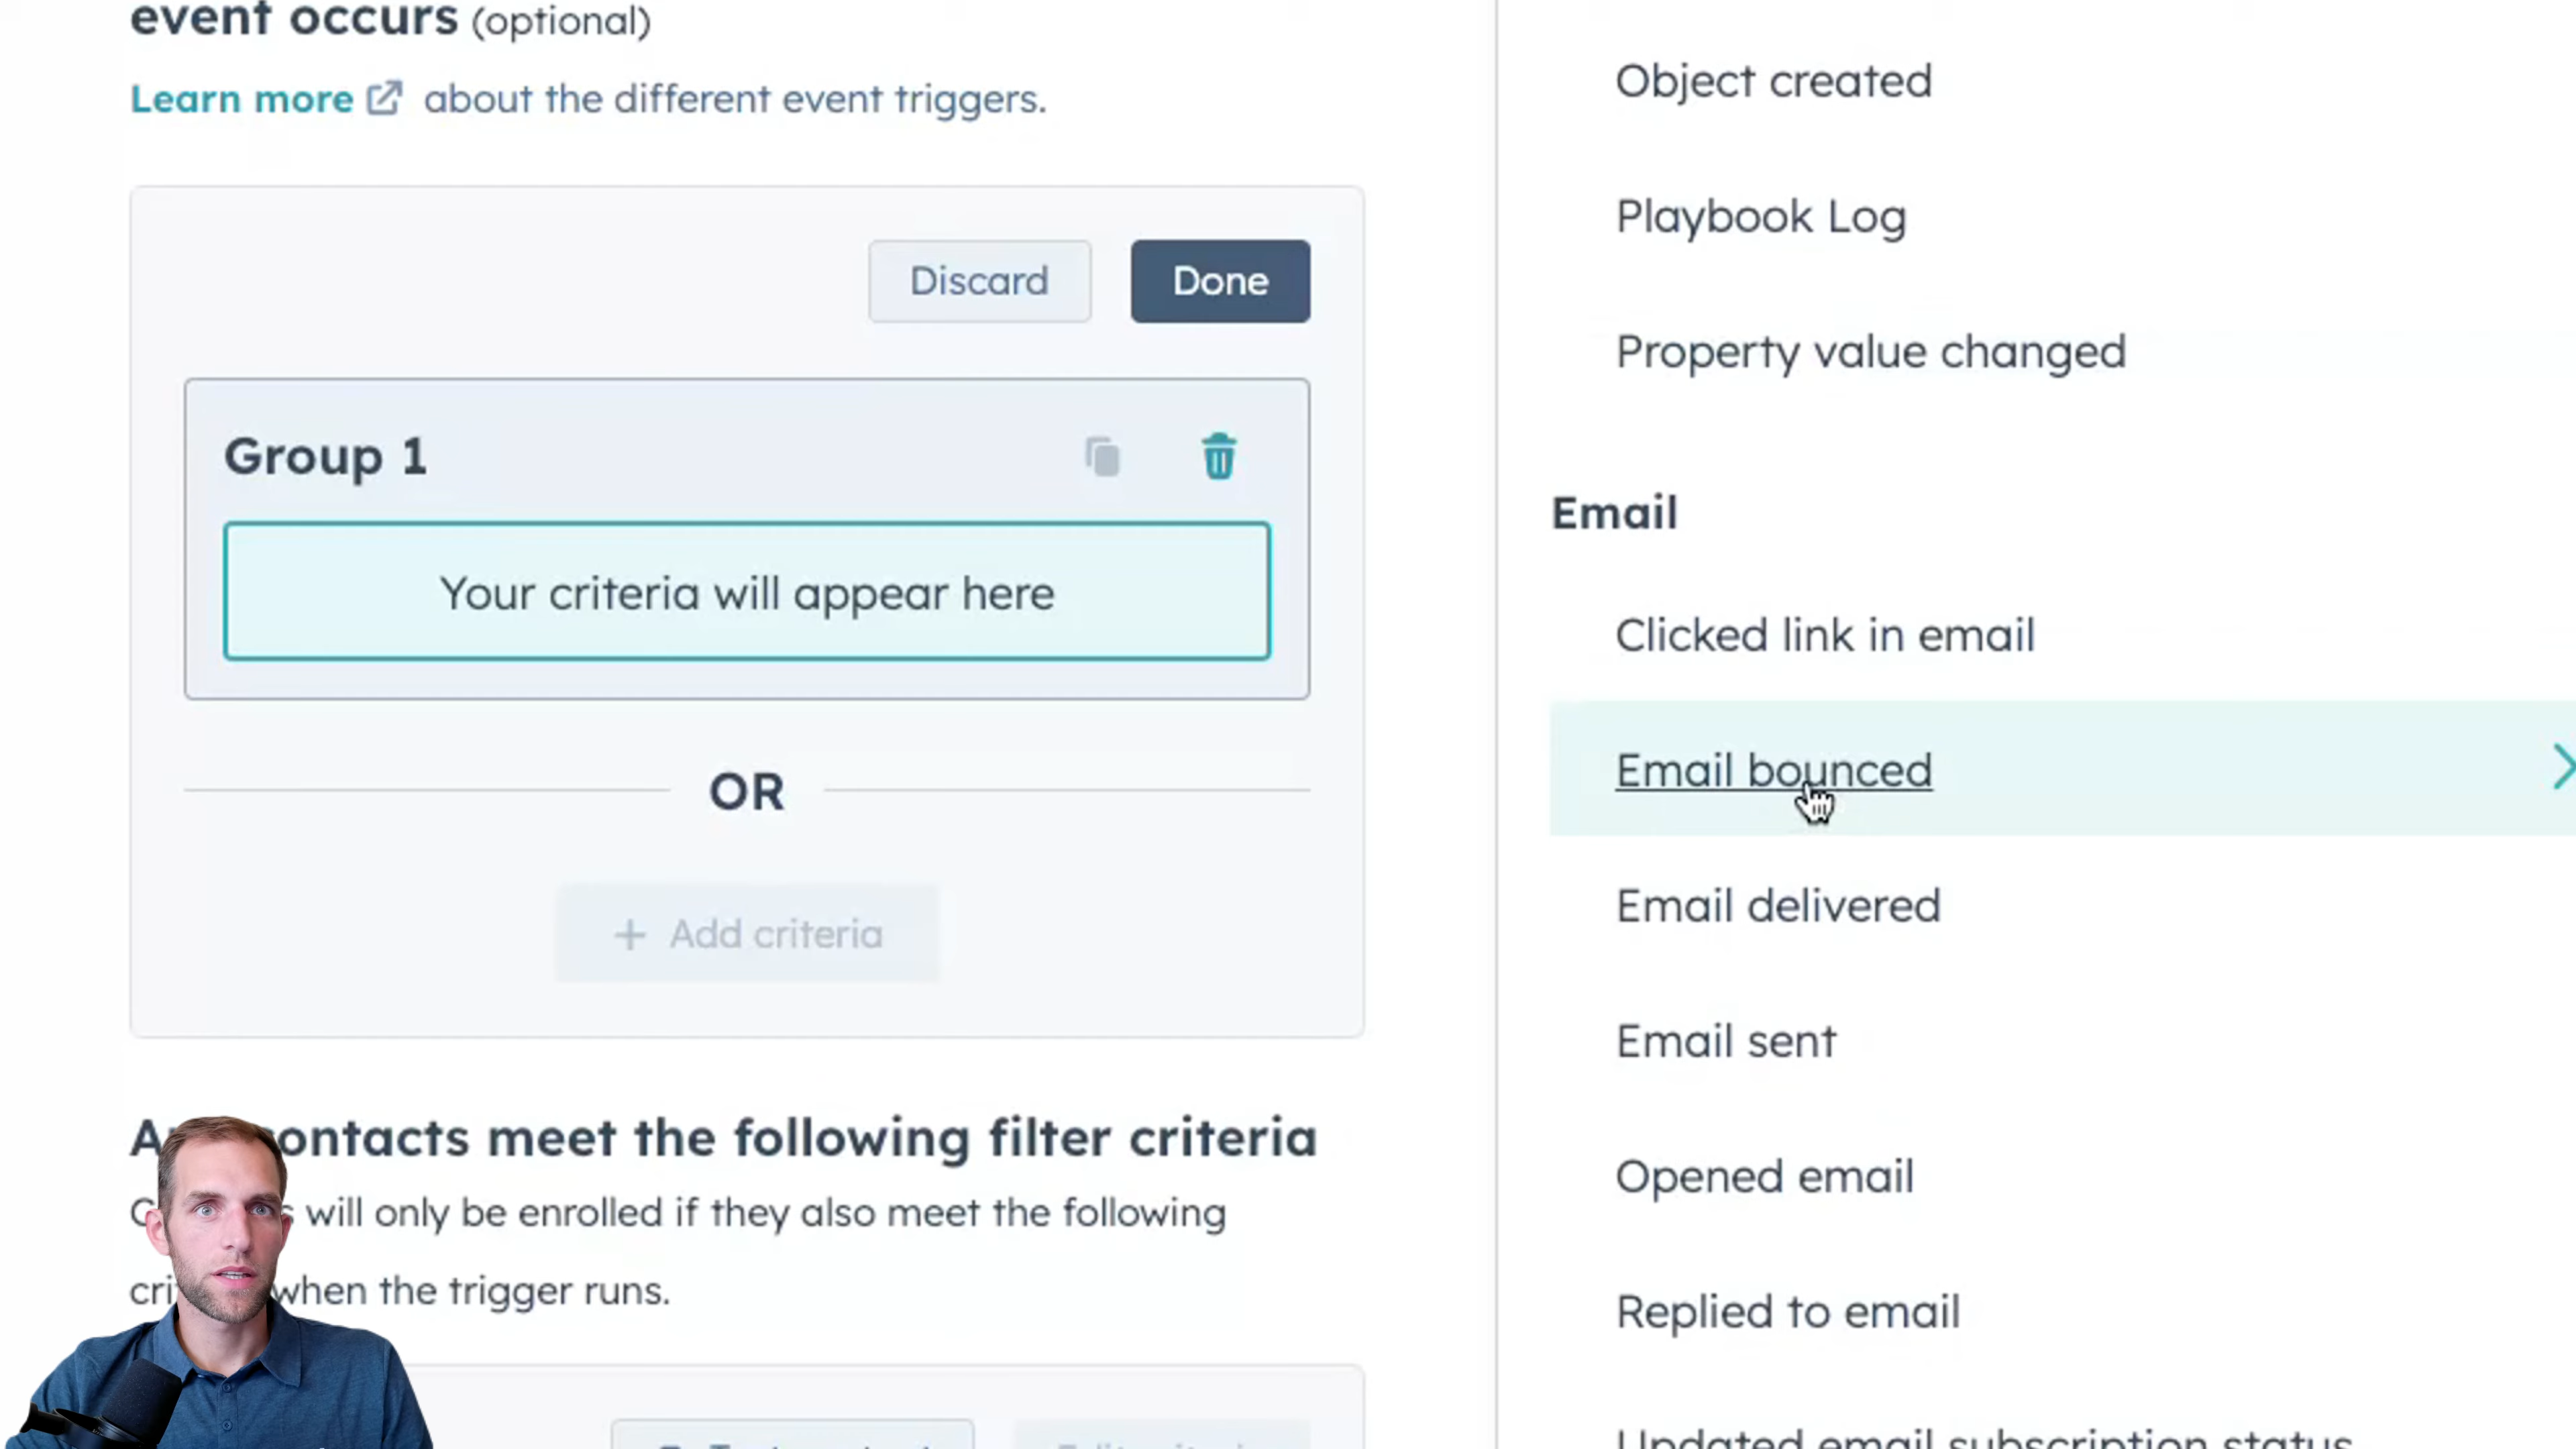 event occurs (optional)
Learn more about the different event triggers.
Discard
Done
Group 1
Your criteria will appear here
OR
+ Add criteria
contacts meet the following filter criteria
will only be enrolled if they also meet the following
when the trigger runs.
Object created
Playbook Log
Property value changed
Email
Clicked link in email
Email bounced
Email delivered
Email sent
Opened email
Replied to email
Updated email subscription status